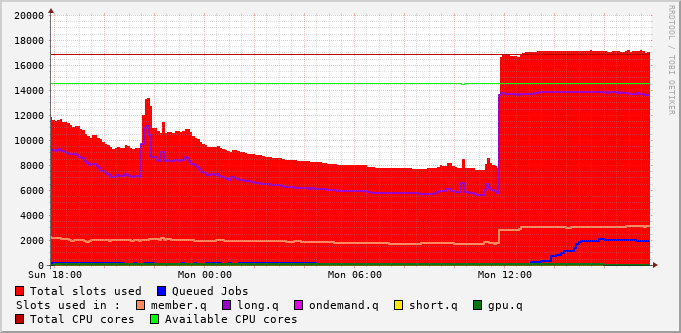 20000
18000
16000
14000
12000
10000
8000
6000
4000
2000
0
Sun 18:00 Mon 00:00 Mon 06:00 Mon 12:00
RRDTOOL / TOBI OETIKER
Total slots used Queued Jobs
Slots used in : member.q long.q ondemand.q short.q gpu.q
Total CPU cores Available CPU cores